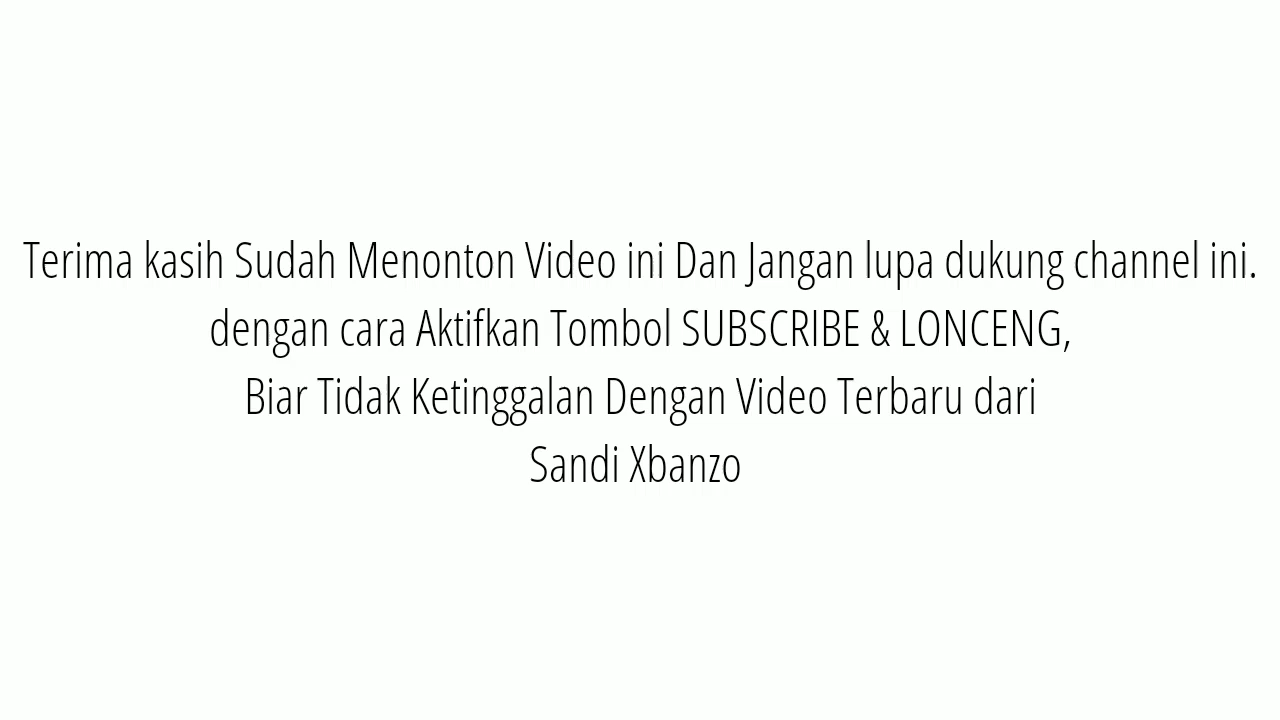 Terima kasih Sudah Menonton Video ini Dan Jangan lupa dukung channel ini.
dengan cara Aktifkan Tombol SUBSCRIBE & LONCENG,
Biar Tidak Ketinggalan Dengan Video Terbaru dari
Sandi Xbanzo